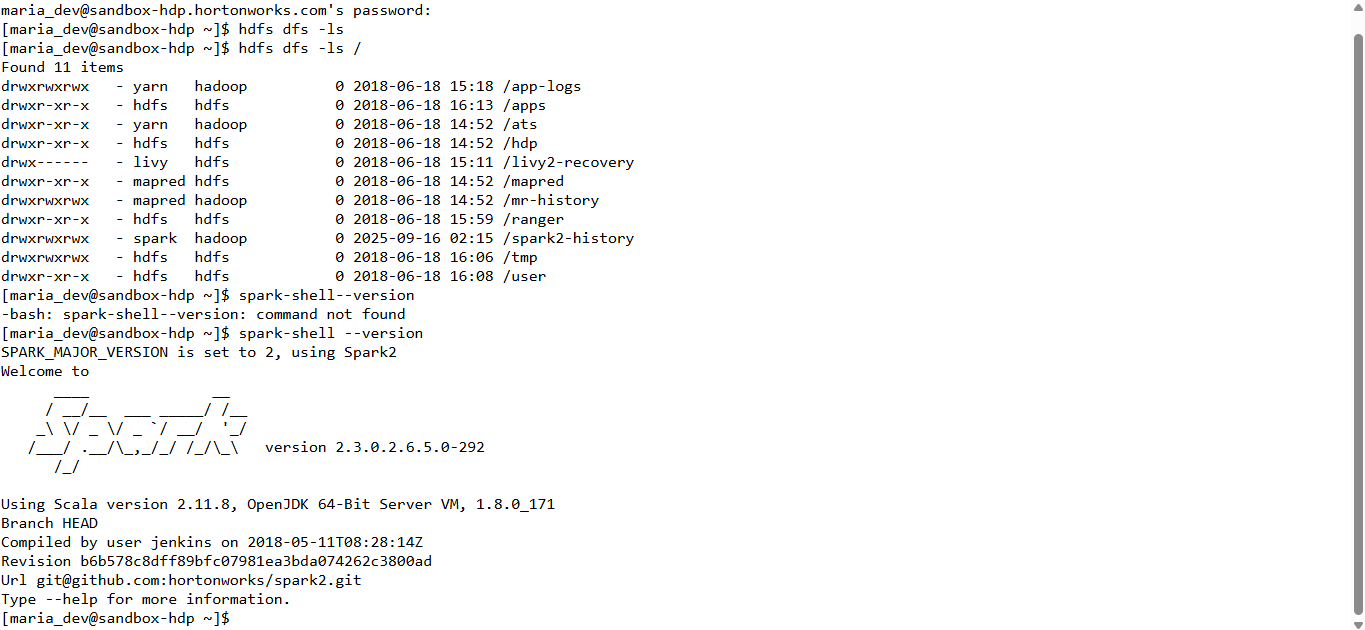 maria_dev@sandbox-hdp.hortonworks.com's password:
[maria_dev@sandbox-hdp ~]$ hdfs dfs -ls
[maria_dev@sandbox-hdp ~]$ hdfs dfs -ls /
Found 11 items
drwxrwxrwx   - yarn   hadoop          0 2018-06-18 15:18 /app-logs
drwxr-xr-x   - hdfs   hdfs            0 2018-06-18 16:13 /apps
drwxr-xr-x   - yarn   hadoop          0 2018-06-18 14:52 /ats
drwxr-xr-x   - hdfs   hdfs            0 2018-06-18 14:52 /hdp
drwx------   - livy   hdfs            0 2018-06-18 15:11 /livy2-recovery
drwxr-xr-x   - mapred hdfs            0 2018-06-18 14:52 /mapred
drwxrwxrwx   - mapred hadoop          0 2018-06-18 14:52 /mr-history
drwxr-xr-x   - hdfs   hdfs            0 2018-06-18 15:59 /ranger
drwxrwxrwx   - spark  hadoop          0 2025-09-16 02:15 /spark2-history
drwxrwxrwx   - hdfs   hdfs            0 2018-06-18 16:06 /tmp
drwxr-xr-x   - hdfs   hdfs            0 2018-06-18 16:08 /user
[maria_dev@sandbox-hdp ~]$ spark-shell--version
-bash: spark-shell--version: command not found
[maria_dev@sandbox-hdp ~]$ spark-shell --version
SPARK_MAJOR_VERSION is set to 2, using Spark2
Welcome to
      ____              __
     / __/__  ___ _____/ /__
    _\ \/ _ \/ _ `/ __/  '_/
   /___/ .__/\_,_/_/ /_/\_\   version 2.3.0.2.6.5.0-292
      /_/
Using Scala version 2.11.8, OpenJDK 64-Bit Server VM, 1.8.0_171
Branch HEAD
Compiled by user jenkins on 2018-05-11T08:28:14Z
Revision b6b578c8dff89bfc07981ea3bda074262c3800ad
Url git@github.com:hortonworks/spark2.git
Type --help for more information.
[maria_dev@sandbox-hdp ~]$